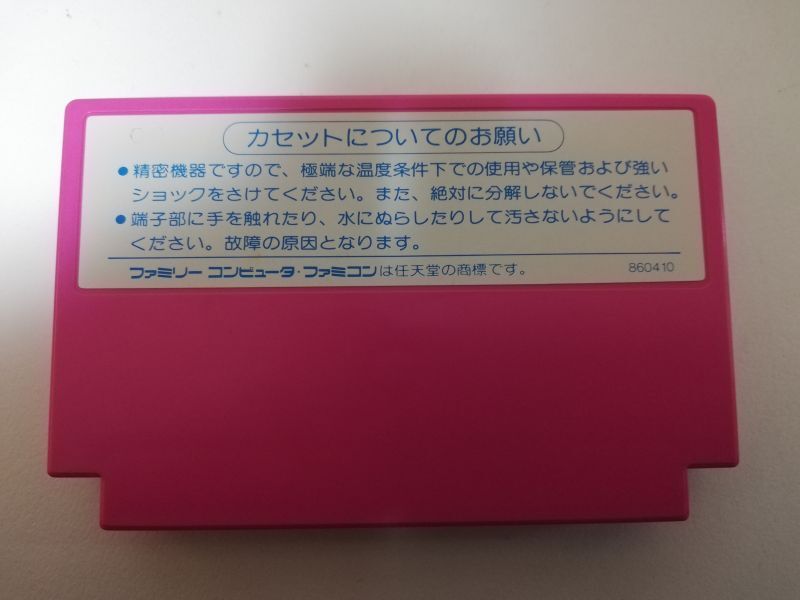 カセットについてのお願い
●精密機器ですので、極端な温度条件下での使用や保管および強い
ショックをさけてください。また、絶対に分解しないでください。
●端子部に手を触れたり、水にぬらしたりして汚さないようにして
ください。故障の原因となります。
ファミリー コンピュータ・ファミコンは任天堂の商標です。 860410